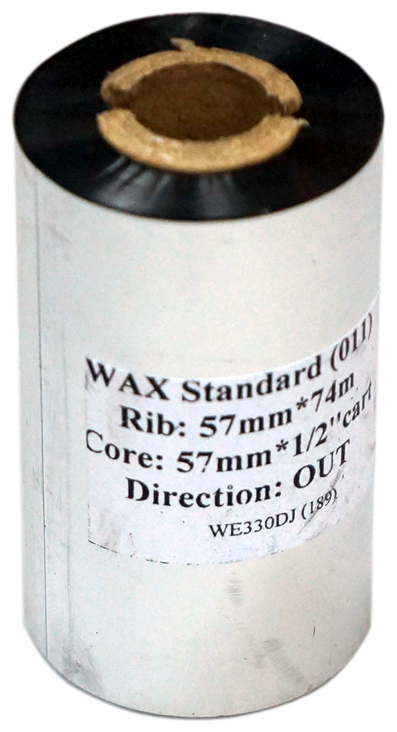 WAX Standard (011)
Rib: 57mm*74m
Core: 57mm*1/2"cart
Direction: OUT
WE330DJ (189)